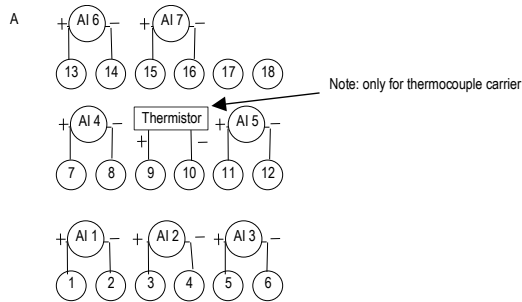 A
+ AI 6 – + AI 7 –
13 14 15 16 17 18
Note: only for thermocouple carrier
+ AI 4 – Thermistor + AI 5 –
+ –
7 8 9 10 11 12
+ AI 1 – + AI 2 – + AI 3 –
1 2 3 4 5 6